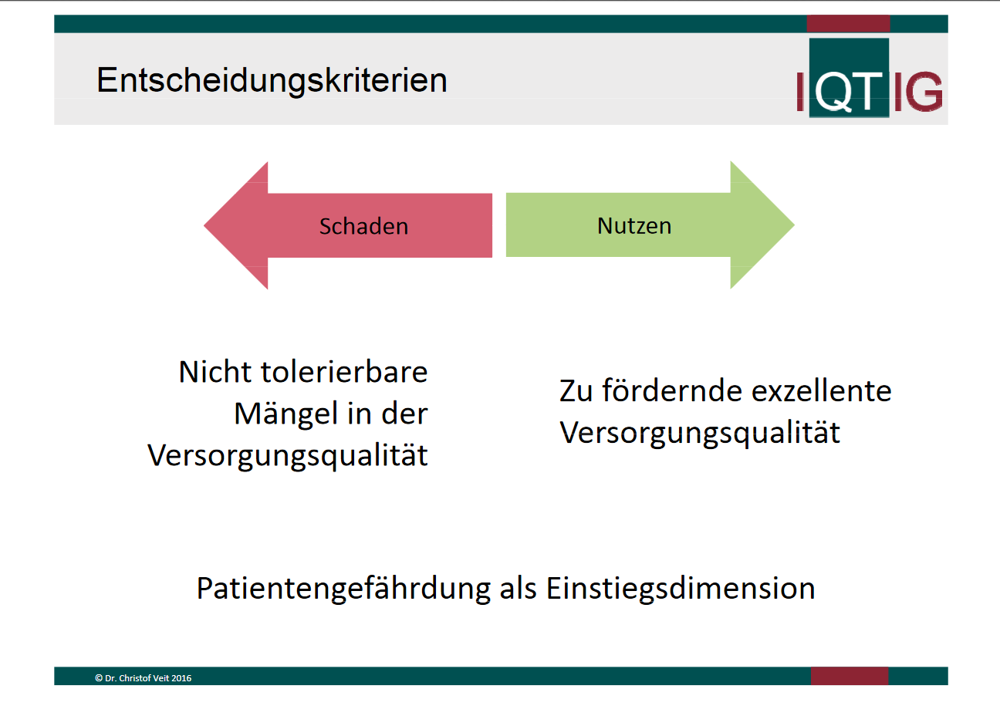 Entscheidungskriterien
IQTIG
Schaden
Nutzen
Nicht tolerierbare
Mängel in der
Versorgungsqualität
Zu fördernde exzellente
Versorgungsqualität
Patientengefährdung als Einstiegsdimension
© Dr. Christof Veit 2016